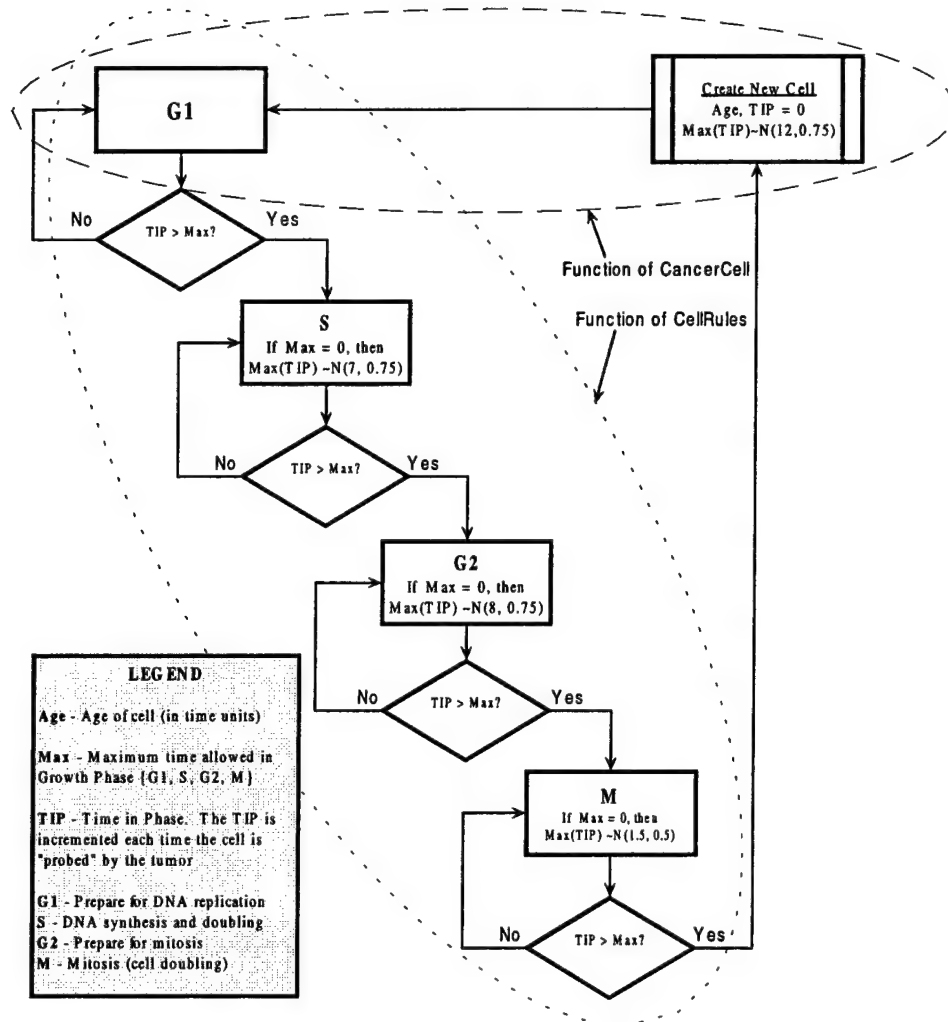 G1
Create New Cell
Age, TIP = 0
Max(TIP)~N(12,0.75)
No
TIP > Max?
Yes
Function of CancerCell
Function of CellRules
S
If Max = 0, then
Max(TIP) ~N(7, 0.75)
No
TIP > Max?
Yes
G2
If Max = 0, then
Max(TIP) ~N(8, 0.75)
No
TIP > Max?
Yes
M
If Max = 0, then
Max(TIP) ~N(1.5, 0.5)
No
TIP > Max?
Yes
LEGEND
Age - Age of cell (in time units)
Max - Maximum time allowed in
Growth Phase {G1, S, G2, M}
TIP - Time in Phase. The TIP is
incremented each time the cell is
"probed" by the tumor
G1 - Prepare for DNA replication
S - DNA synthesis and doubling
G2 - Prepare for mitosis
M - Mitosis (cell doubling)